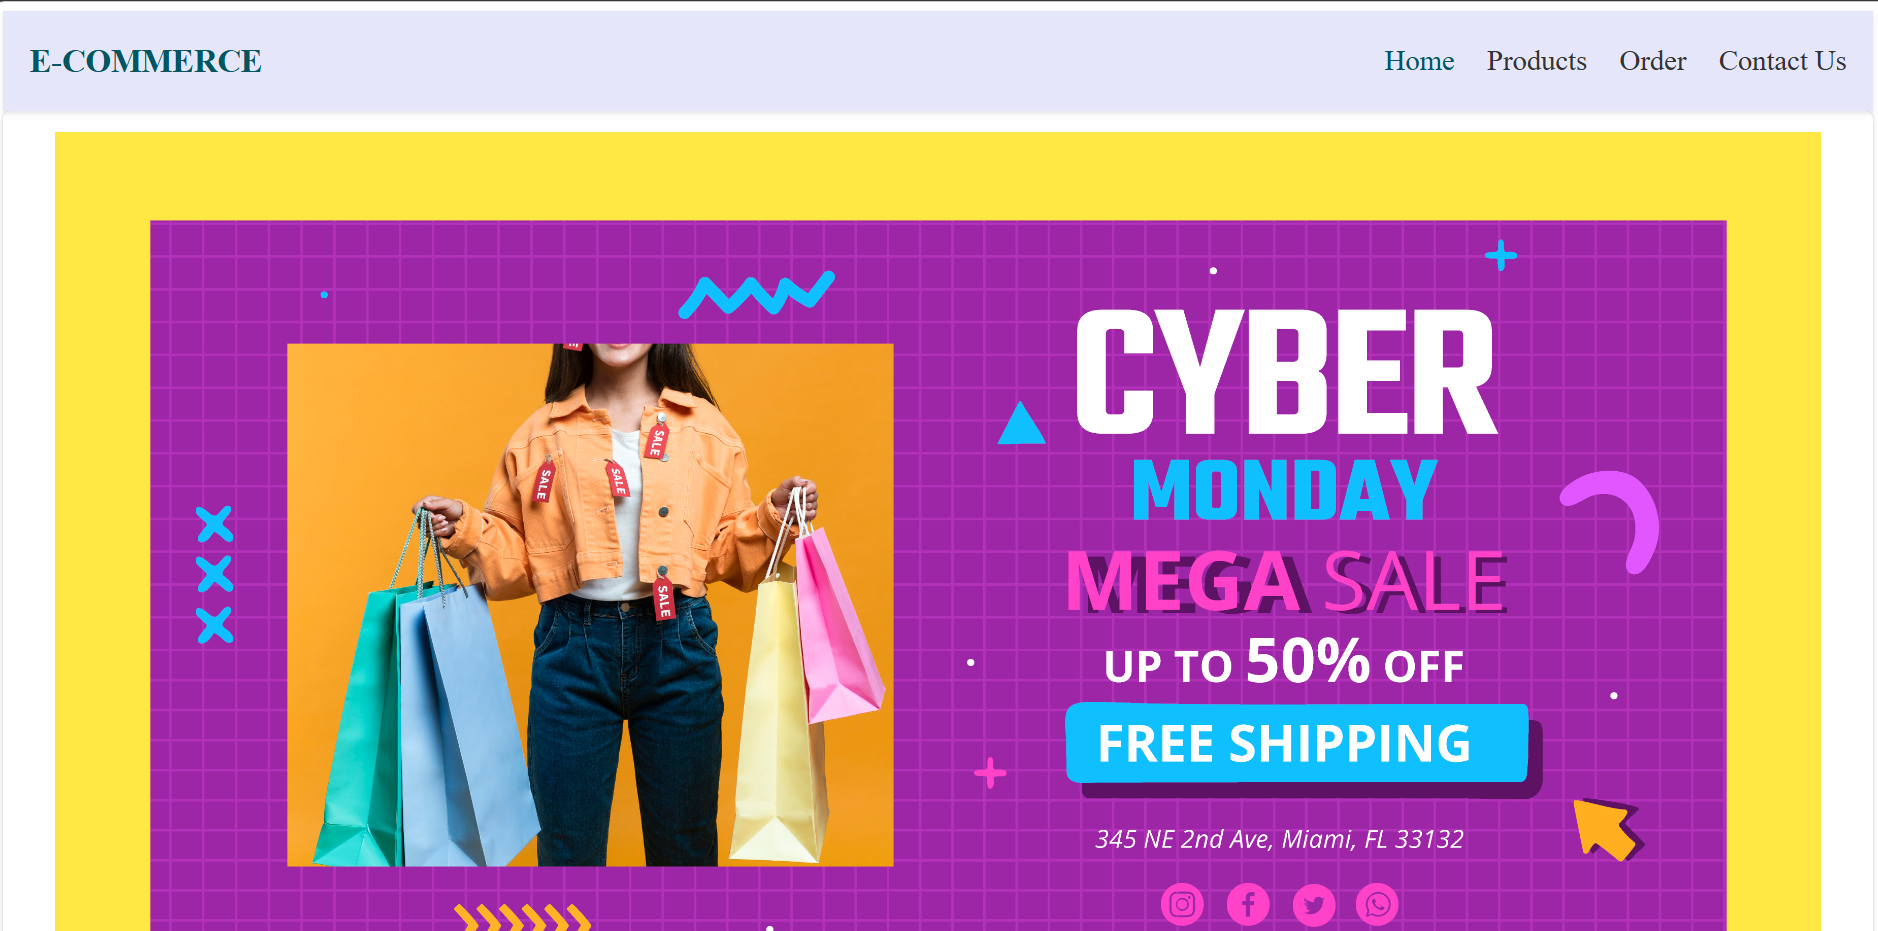 E-COMMERCE
Home Products Order Contact Us
CYBER
MONDAY
MEGA SALE
UP TO 50% OFF
FREE SHIPPING
345 NE 2nd Ave, Miami, FL 33132
SALE
SALE
SALE
SALE